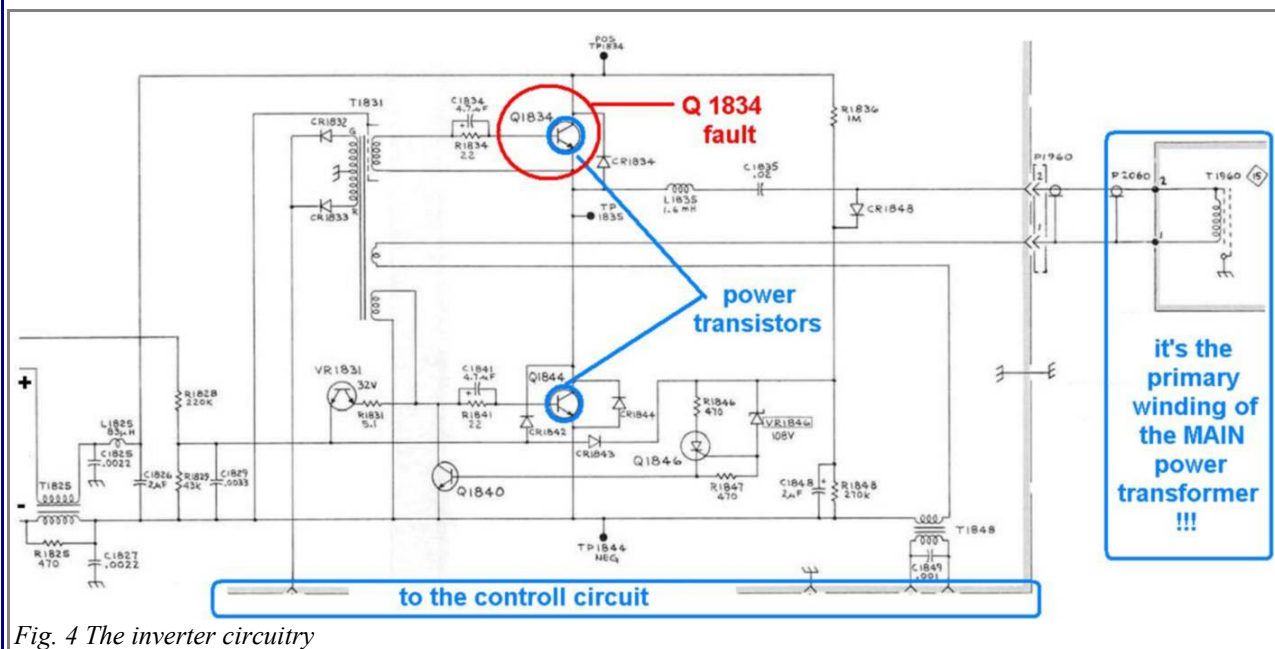 POS
TP1834
T1831
C1834
4.7µF
Q1834
Q 1834
fault
R1836
1M
CR1832
G
R1834
22
CR1834
C1835
.02
P1960
2
P2060
2
T1960
15
CR1833
R
L1835
1.6mH
CR1848
TP
1835
1
1
power
transistors
it's the
primary
winding of
the MAIN
power
transformer
!!!
+
R1828
220K
VR1831
32V
C1841
4.7µF
Q1844
R1831
5.1
R1841
22
CR1842
CR1844
R1846
470
VR1846
108V
L1825
83µH
C1825
.0022
CR1843
Q1846
T1825
C1826
2µF
R1829
43K
C1829
.0033
Q1840
R1847
470
C1848
2µF
+
R1848
270K
-
R1825
470
C1827
.0022
TP1844
NEG
T1848
C1849
.001
to the controll circuit
Fig. 4 The inverter circuitry